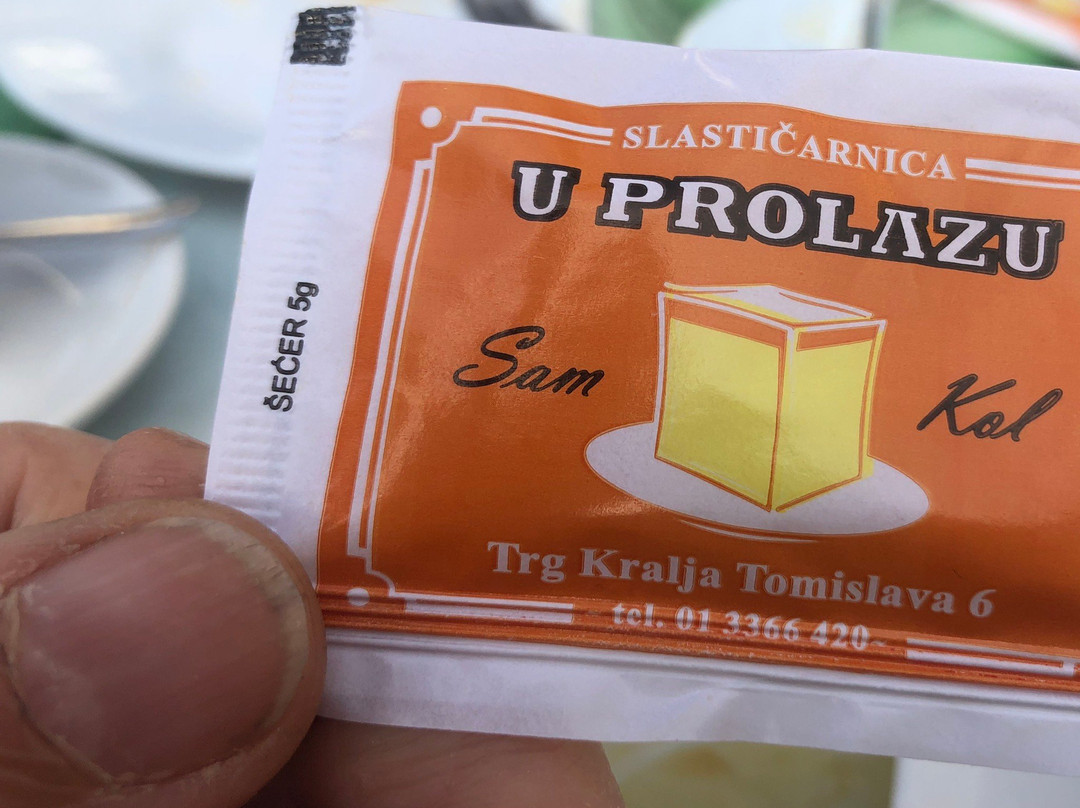 SLASTIČARNICA
U PROLAZU
Sam Kol
Trg Kralja Tomislava 6
tel. 01 3366 420
ŠEĆER 5g